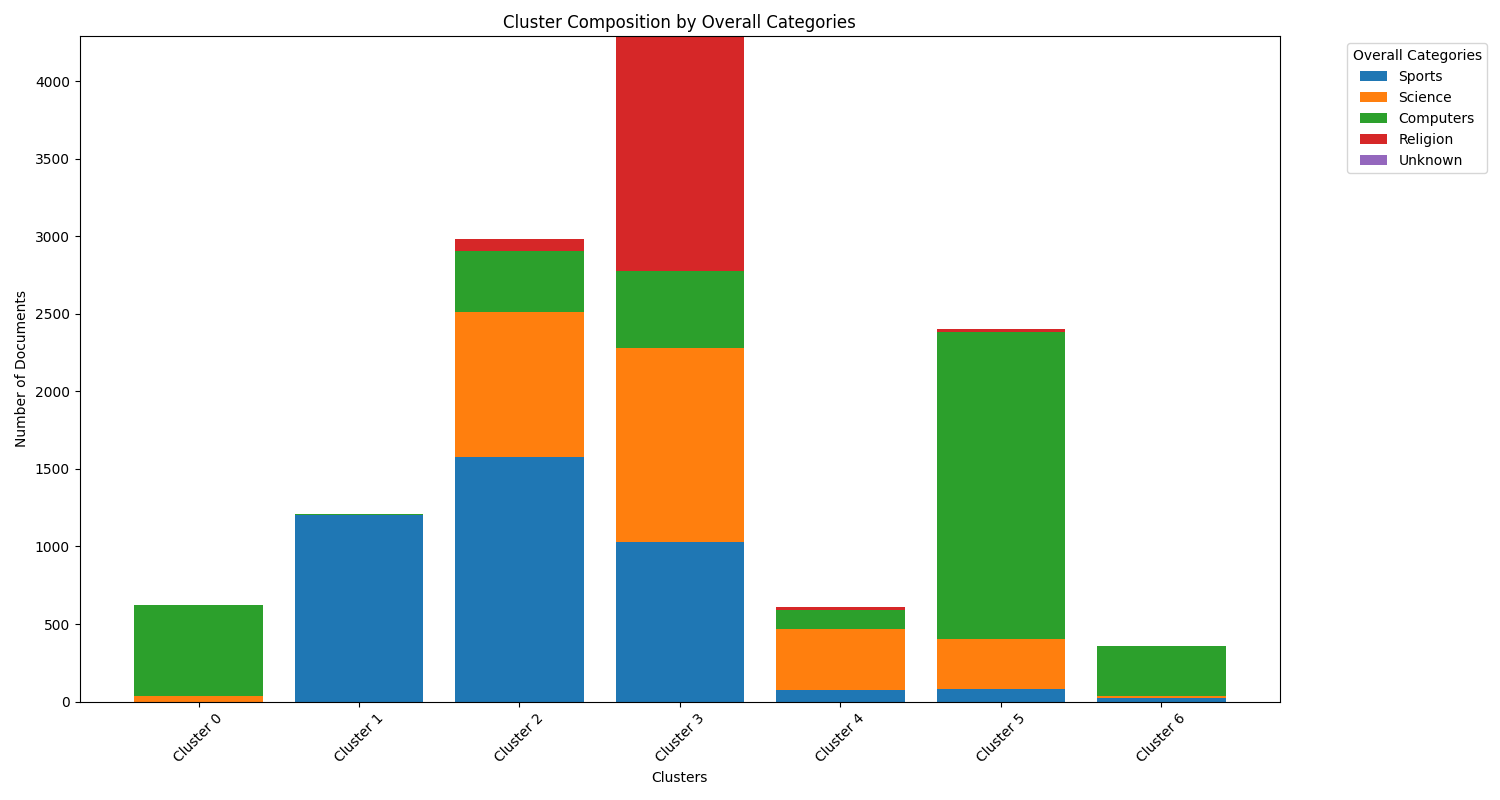 Cluster Composition by Overall Categories
Overall Categories
Sports
Science
Computers
Religion
Unknown
Number of Documents
4000
3500
3000
2500
2000
1500
1000
500
0
Cluster 0
Cluster 1
Cluster 2
Cluster 3
Cluster 4
Cluster 5
Cluster 6
Clusters